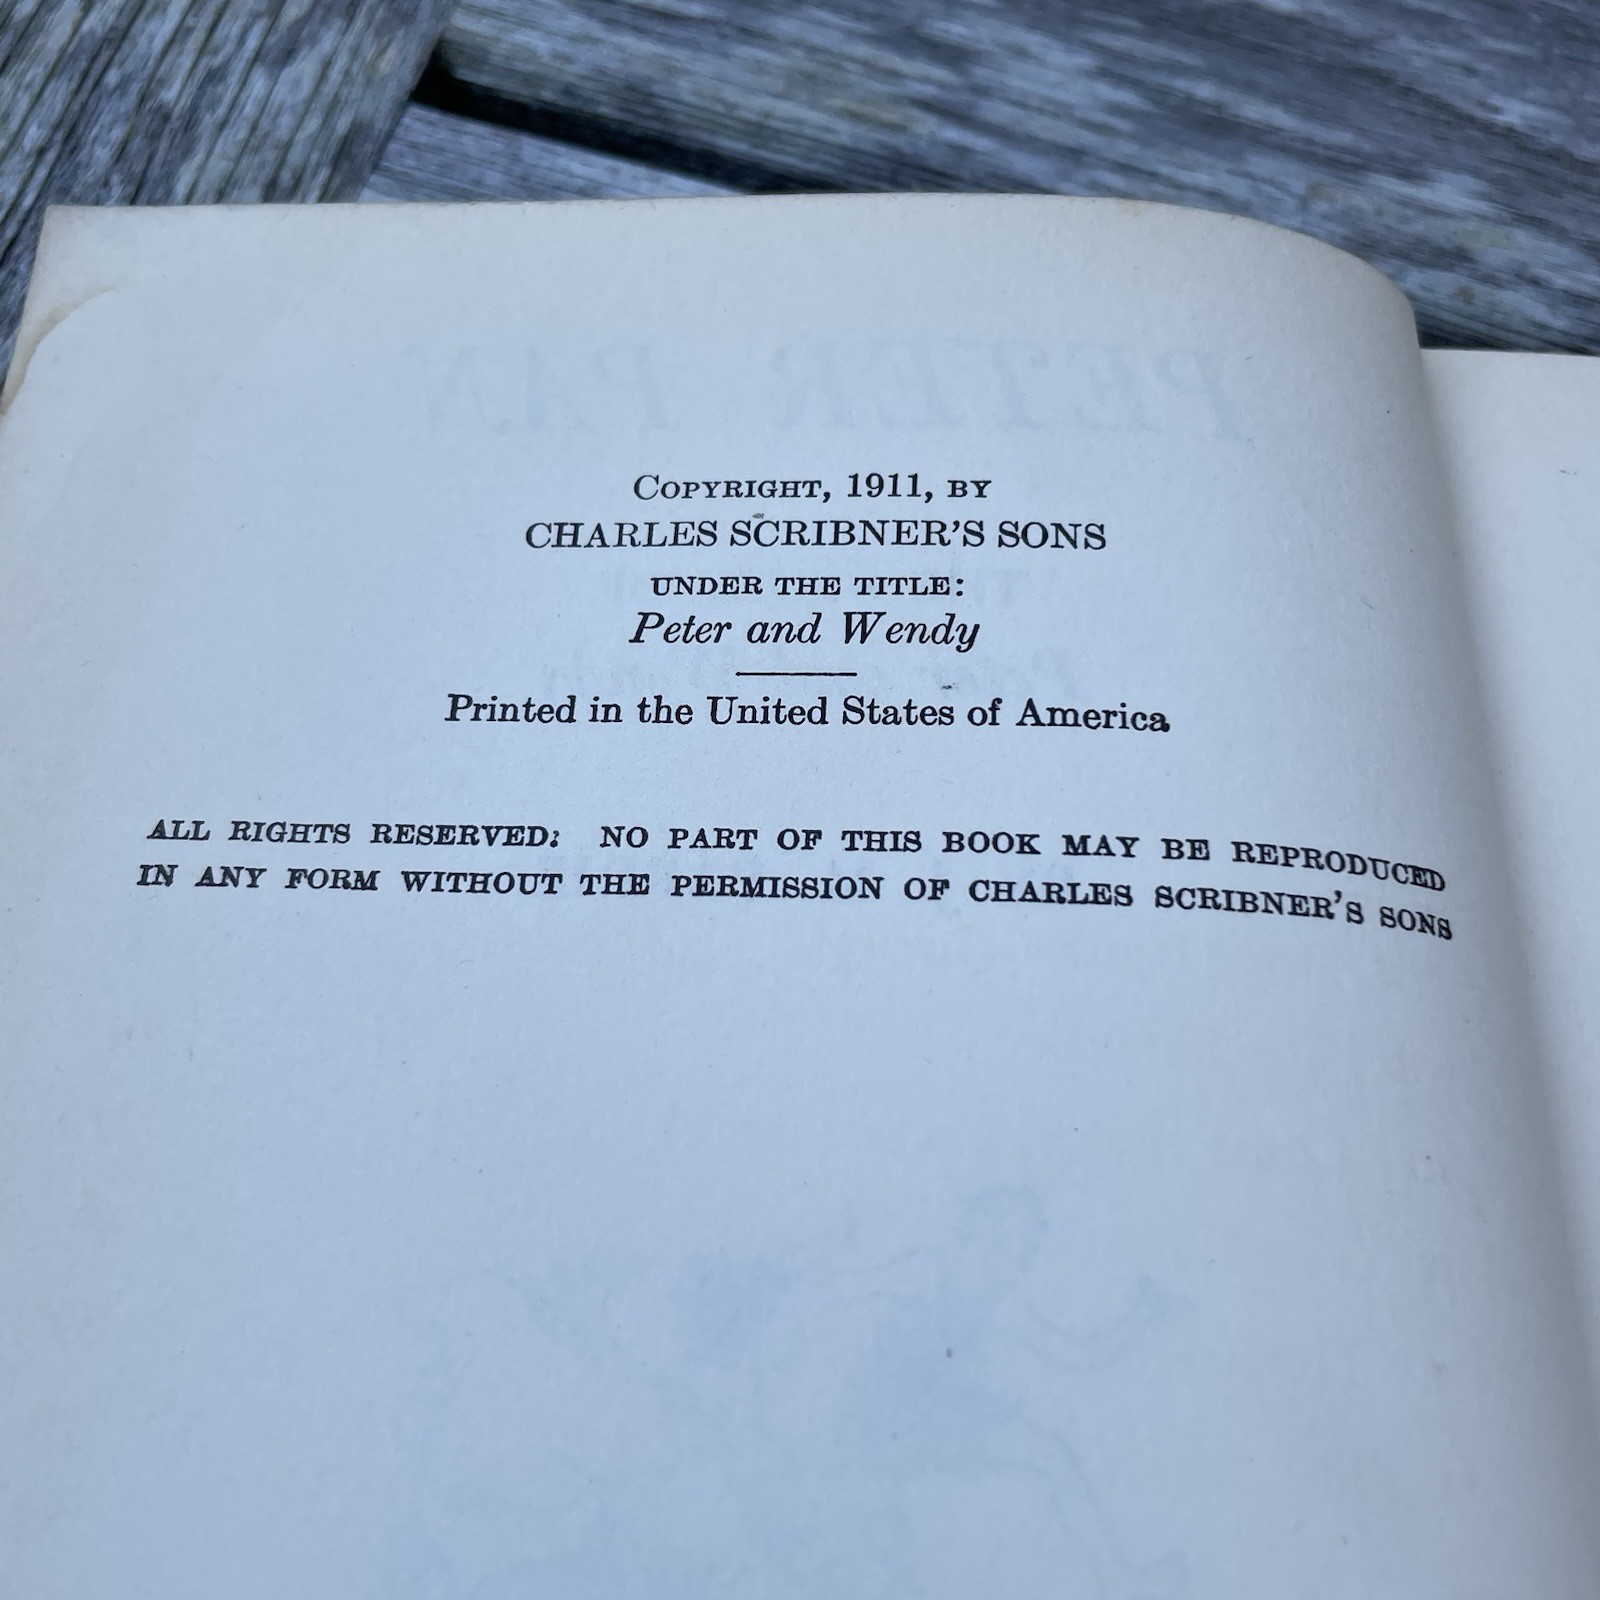 COPYRIGHT, 1911, BY
CHARLES SCRIBNER'S SONS
UNDER THE TITLE:
Peter and Wendy
Printed in the United States of America
ALL RIGHTS RESERVED: NO PART OF THIS BOOK MAY BE REPRODUCED
IN ANY FORM WITHOUT THE PERMISSION OF CHARLES SCRIBNER'S SONS